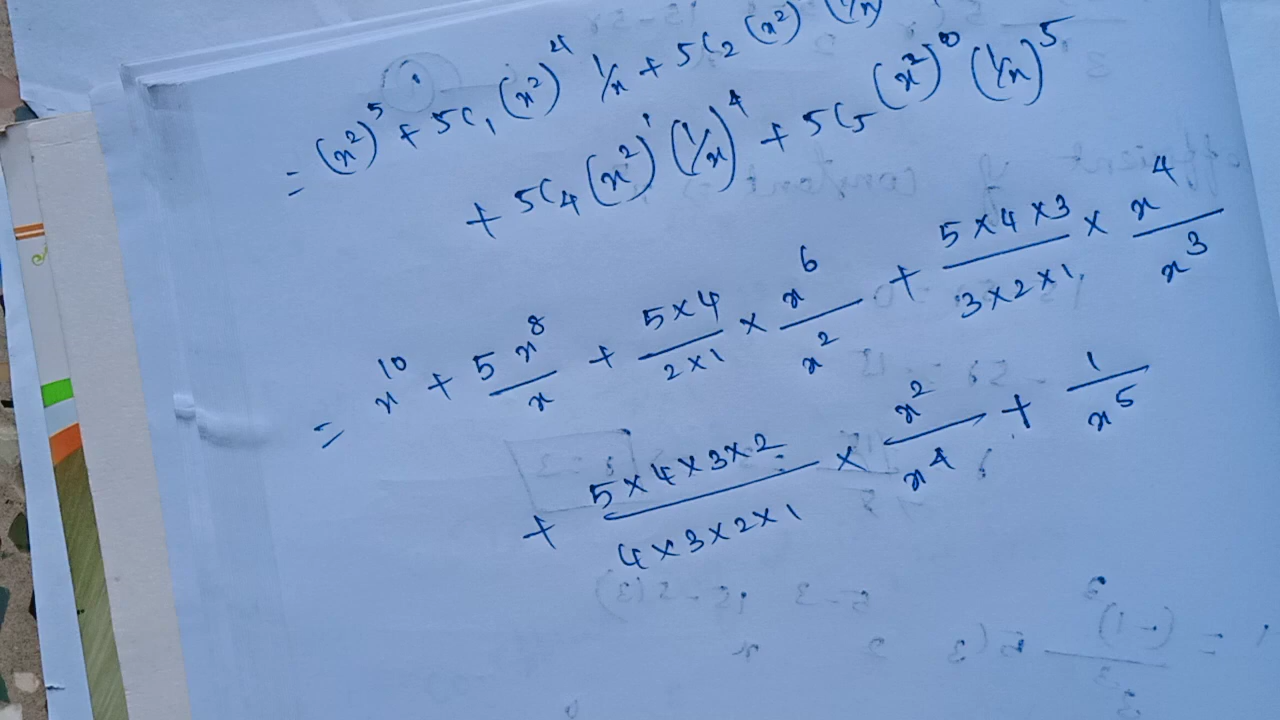 = (x²)⁵ + 5C₁ (x²)⁴ 1/x + 5C₂ (x²) (1/x)
+ 5C₄ (x²)¹ (1/x)⁴ + 5C₅ (x²)⁰ (1/x)⁵
= x¹⁰ + 5 x⁸/x + (5×4)/(2×1) × x⁶/x² + (5×4×3)/(3×2×1) × x⁴/x³
+ (5×4×3×2)/(4×3×2×1) × x²/x⁴ + 1/x⁵